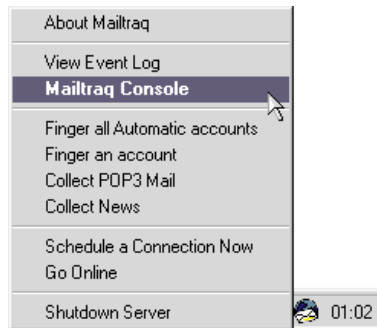 About Mailtraq
View Event Log
Mailtraq Console
Finger all Automatic accounts
Finger an account
Collect POP3 Mail
Collect News
Schedule a Connection Now
Go Online
Shutdown Server
01:02